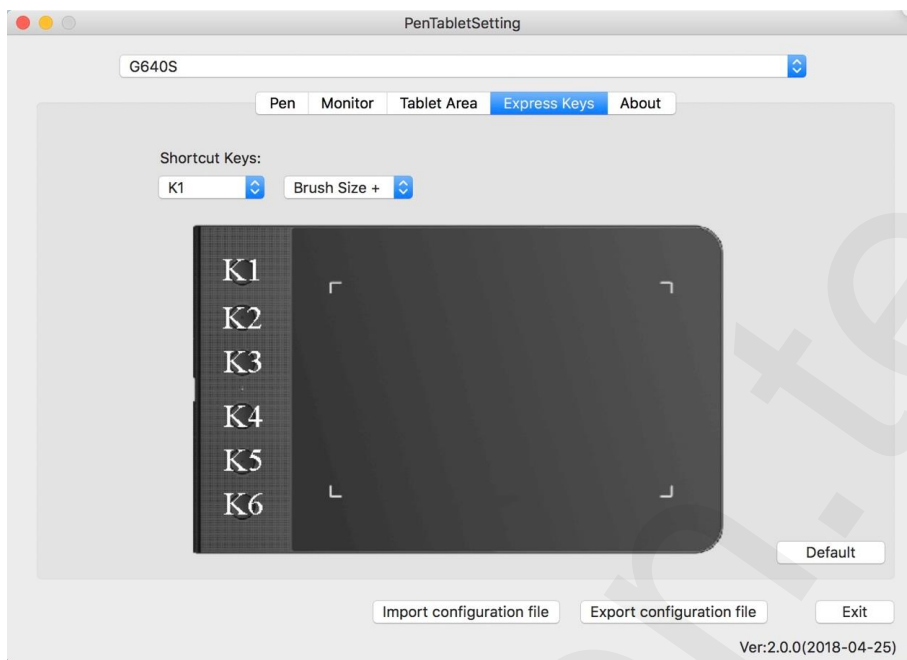 PenTabletSetting
G640S
Pen Monitor Tablet Area Express Keys About
Shortcut Keys:
K1 Brush Size +
K1
K2
K3
K4
K5
K6
Default
Import configuration file Export configuration file Exit
Ver:2.0.0(2018-04-25)